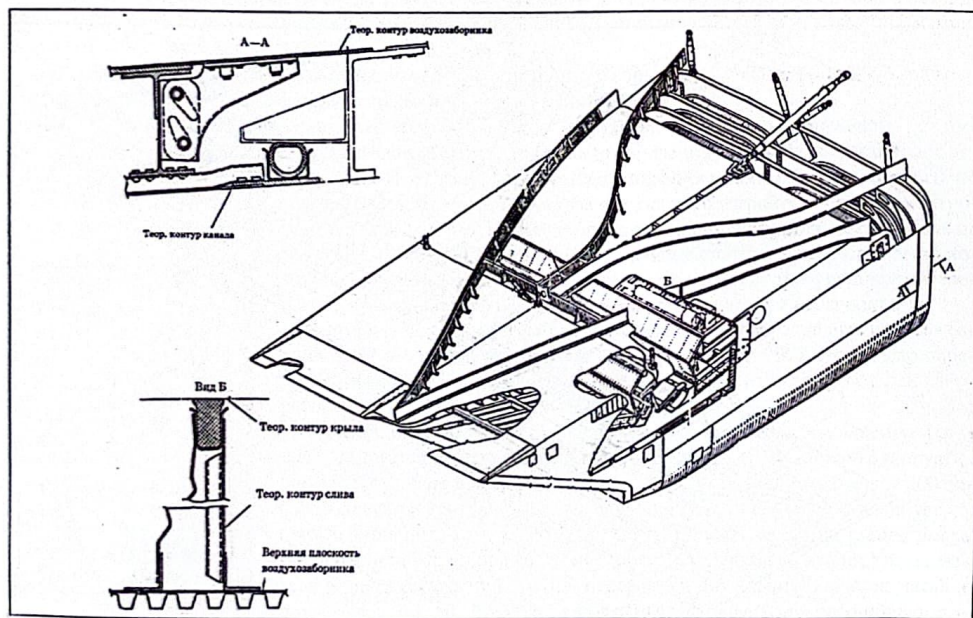 А—А
Теор. контур воздухозаборника
Теор. контур канала
Б
А
А
Вид Б
Теор. контур крыла
Теор. контур слива
Верхняя плоскость
воздухозаборника